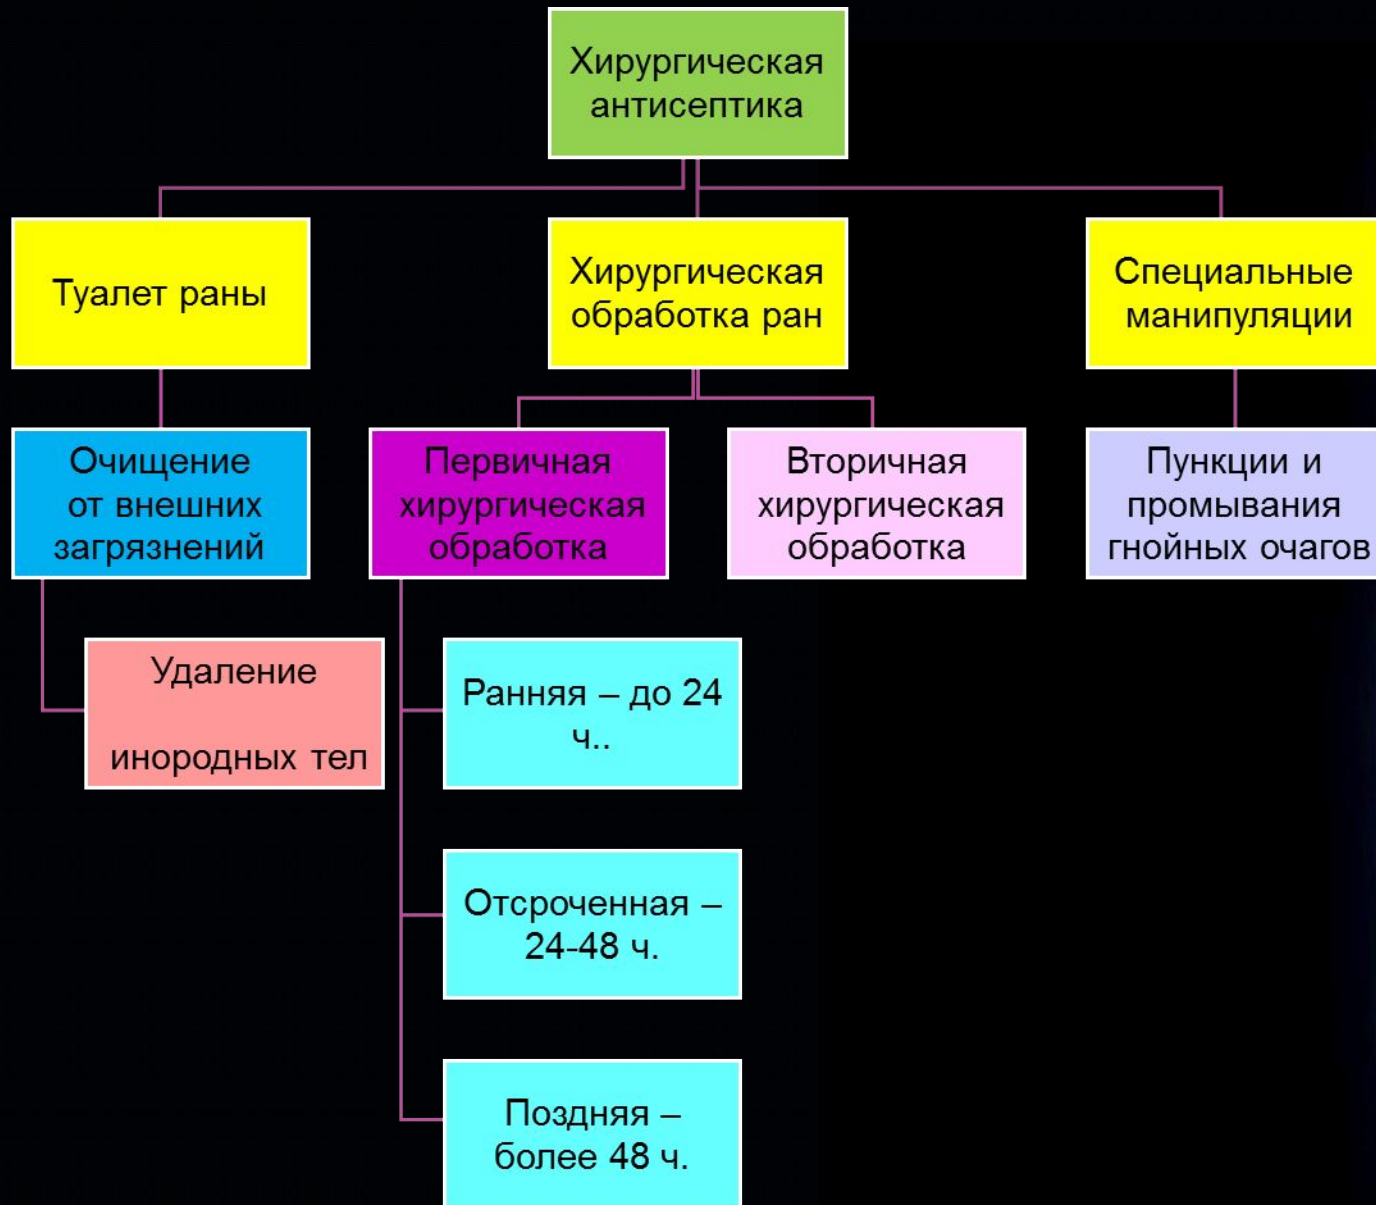 Хирургическая
антисептика
Туалет раны
Хирургическая
обработка ран
Специальные
манипуляции
Очищение
от внешних
загрязнений
Первичная
хирургическая
обработка
Вторичная
хирургическая
обработка
Пункции и
промывания
гнойных очагов
Удаление
инородных тел
Ранняя – до 24
ч..
Отсроченная –
24-48 ч.
Поздняя –
более 48 ч.